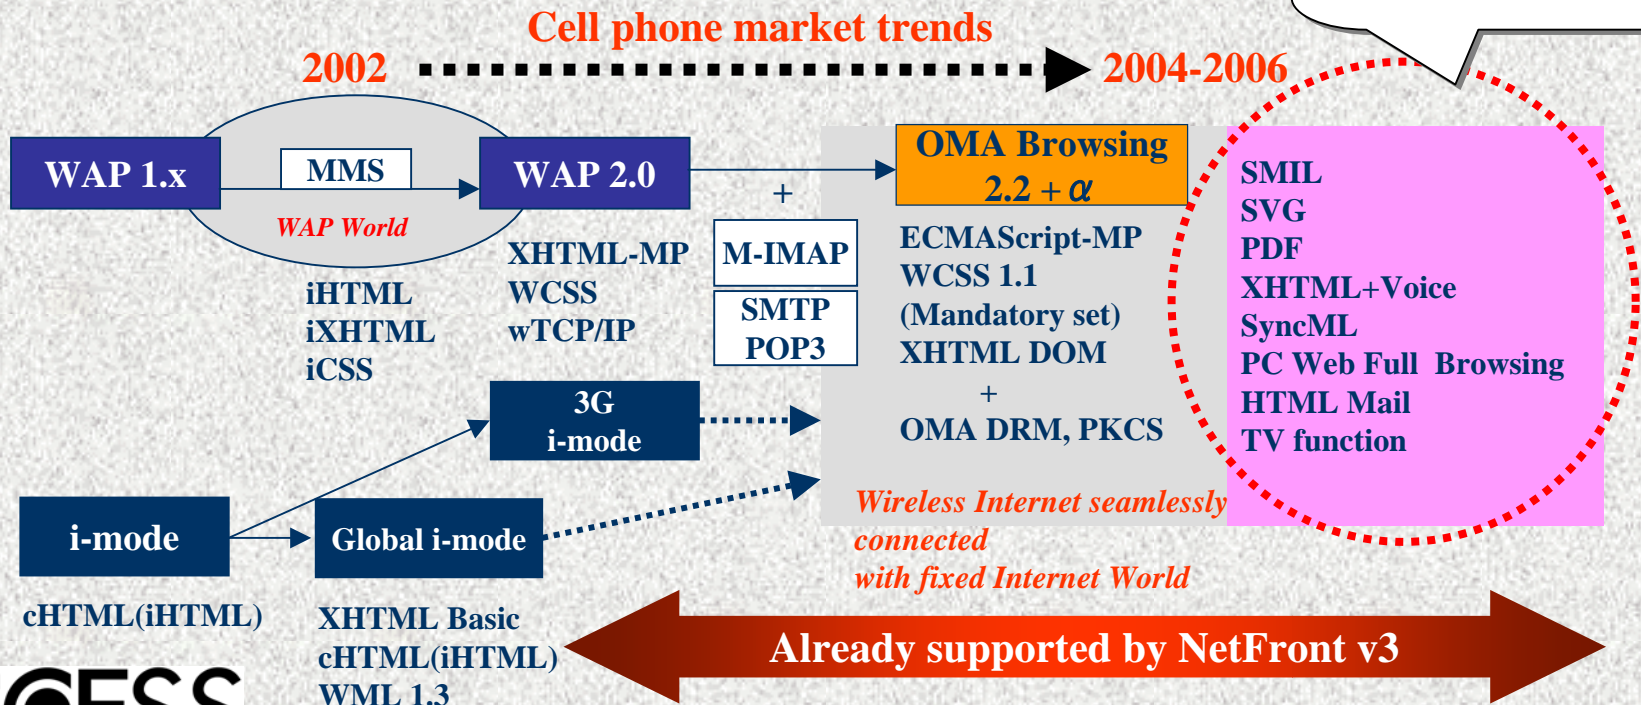 Cell phone market trends
2002
2004-2006
WAP 1.x
MMS
WAP World
WAP 2.0
iHTML
iXHTML
iCSS
XHTML-MP
WCSS
wTCP/IP
+
M-IMAP
SMTP
POP3
OMA Browsing
2.2 + α
ECMAScript-MP
WCSS 1.1
(Mandatory set)
XHTML DOM
+
OMA DRM, PKCS
SMIL
SVG
PDF
XHTML+Voice
SyncML
PC Web Full Browsing
HTML Mail
TV function
3G
i-mode
i-mode
Global i-mode
cHTML(iHTML)
XHTML Basic
cHTML(iHTML)
WML 1.3
Wireless Internet seamlessly
connected
with fixed Internet World
Already supported by NetFront v3